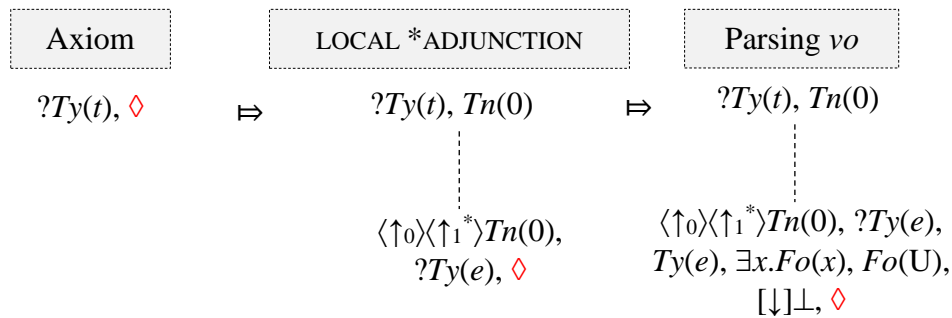 Axiom
LOCAL *ADJUNCTION
Parsing vo
?Ty(t), ◊
⤇
?Ty(t), Tn(0)
⤇
?Ty(t), Tn(0)
⟨↑₀⟩⟨↑₁*⟩Tn(0),
?Ty(e), ◊
⟨↑₀⟩⟨↑₁*⟩Tn(0), ?Ty(e),
Ty(e), ∃x.Fo(x), Fo(U),
[↓]⊥, ◊